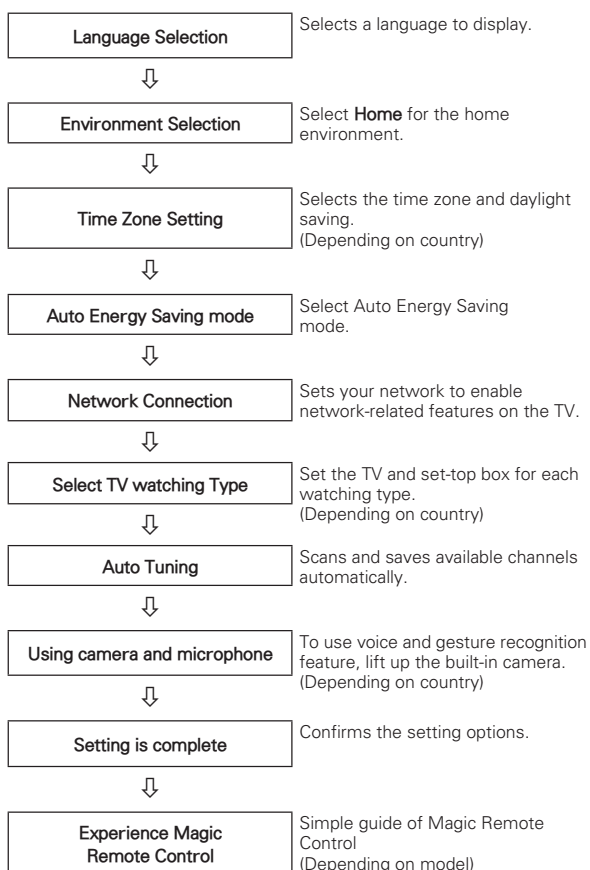 Language Selection
Selects a language to display.
Environment Selection
Select Home for the home
environment.
Time Zone Setting
Selects the time zone and daylight
saving.
(Depending on country)
Auto Energy Saving mode
Select Auto Energy Saving
mode.
Network Connection
Sets your network to enable
network-related features on the TV.
Select TV watching Type
Set the TV and set-top box for each
watching type.
(Depending on country)
Auto Tuning
Scans and saves available channels
automatically.
Using camera and microphone
To use voice and gesture recognition
feature, lift up the built-in camera.
(Depending on country)
Setting is complete
Confirms the setting options.
Experience Magic
Remote Control
Simple guide of Magic Remote
Control
(Depending on model)